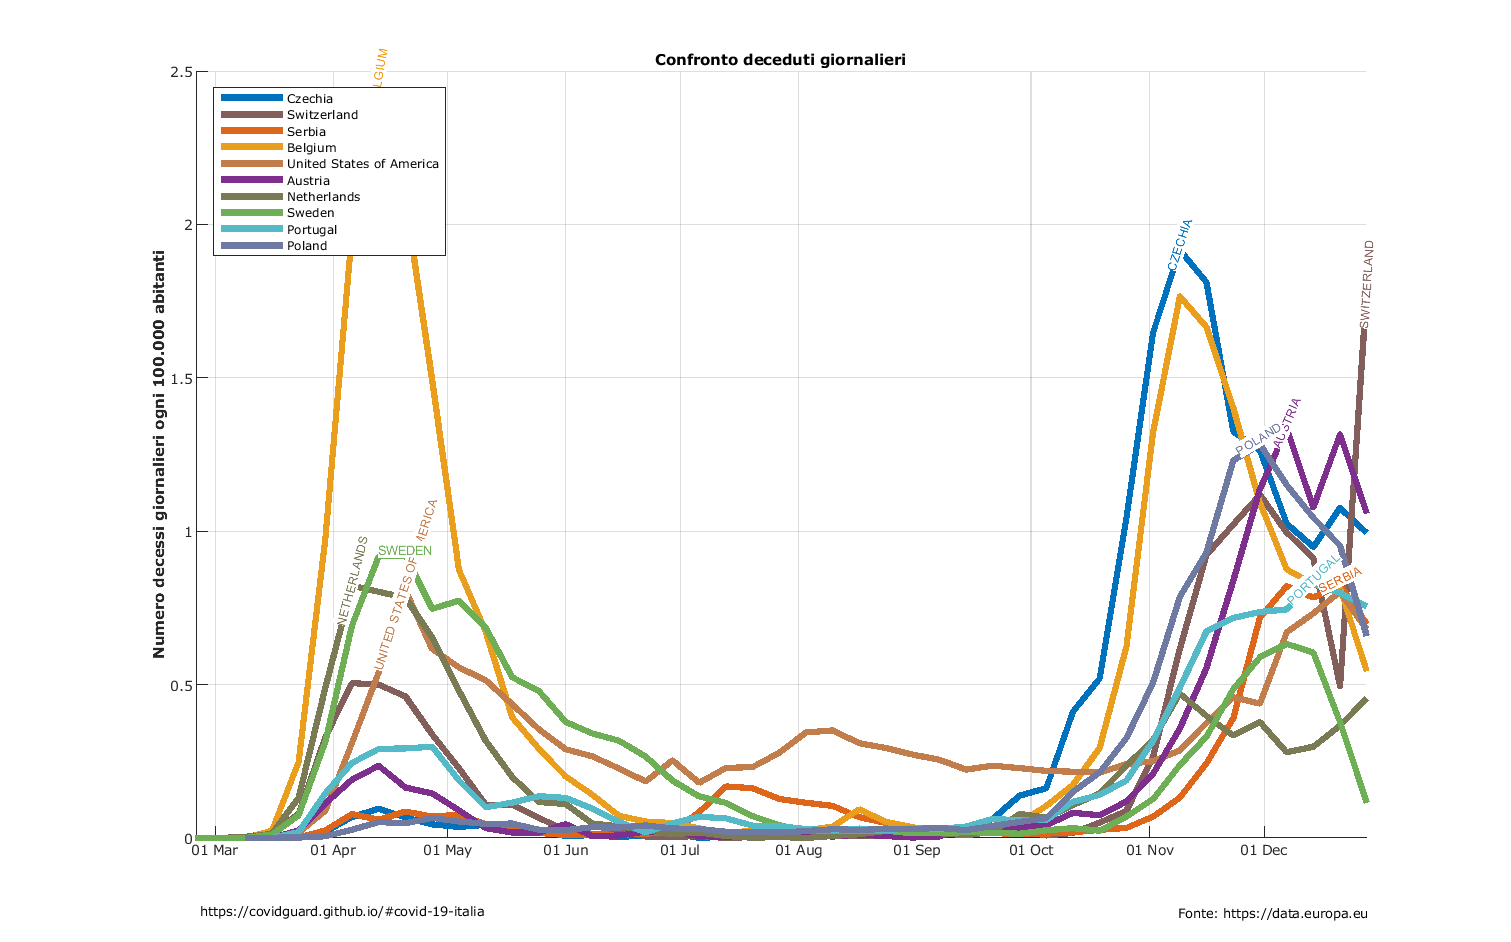 Confronto deceduti giornalieri
Numero decessi giornalieri ogni 100.000 abitanti
2.5
2
1.5
1
0.5
0
Czechia
Switzerland
Serbia
Belgium
United States of America
Austria
Netherlands
Sweden
Portugal
Poland
LGIUM
NETHERLANDS
SWEDEN
UNITED STATES OF MERICA
CZECHIA
SWITZERLAND
POLAND
AUSTRIA
PORTUGAL
SERBIA
01 Mar
01 Apr
01 May
01 Jun
01 Jul
01 Aug
01 Sep
01 Oct
01 Nov
01 Dec
https://covidguard.github.io/#covid-19-italia
Fonte: https://data.europa.eu